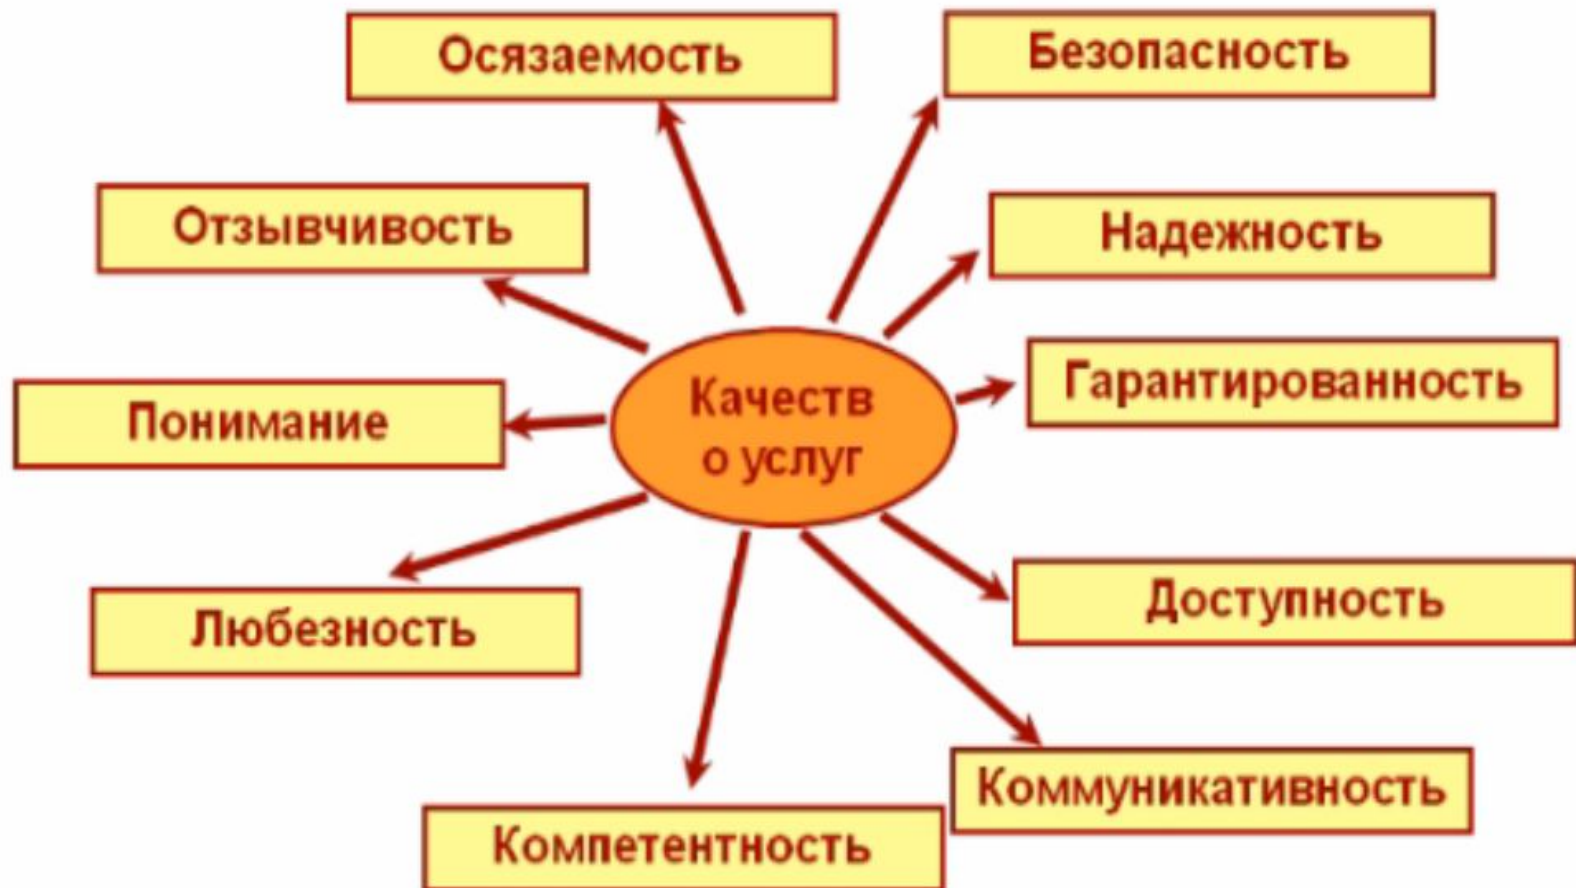 Осязаемость
Безопасность
Отзывчивость
Надежность
Гарантированность
Понимание
Качеств
о услуг
Любезность
Доступность
Коммуникативность
Компетентность